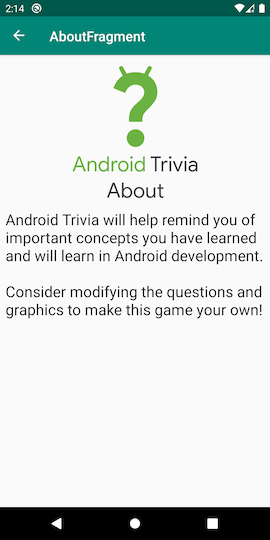 2:14
AboutFragment
Android Trivia
About
Android Trivia will help remind you of
important concepts you have learned
and will learn in Android development.
Consider modifying the questions and
graphics to make this game your own!